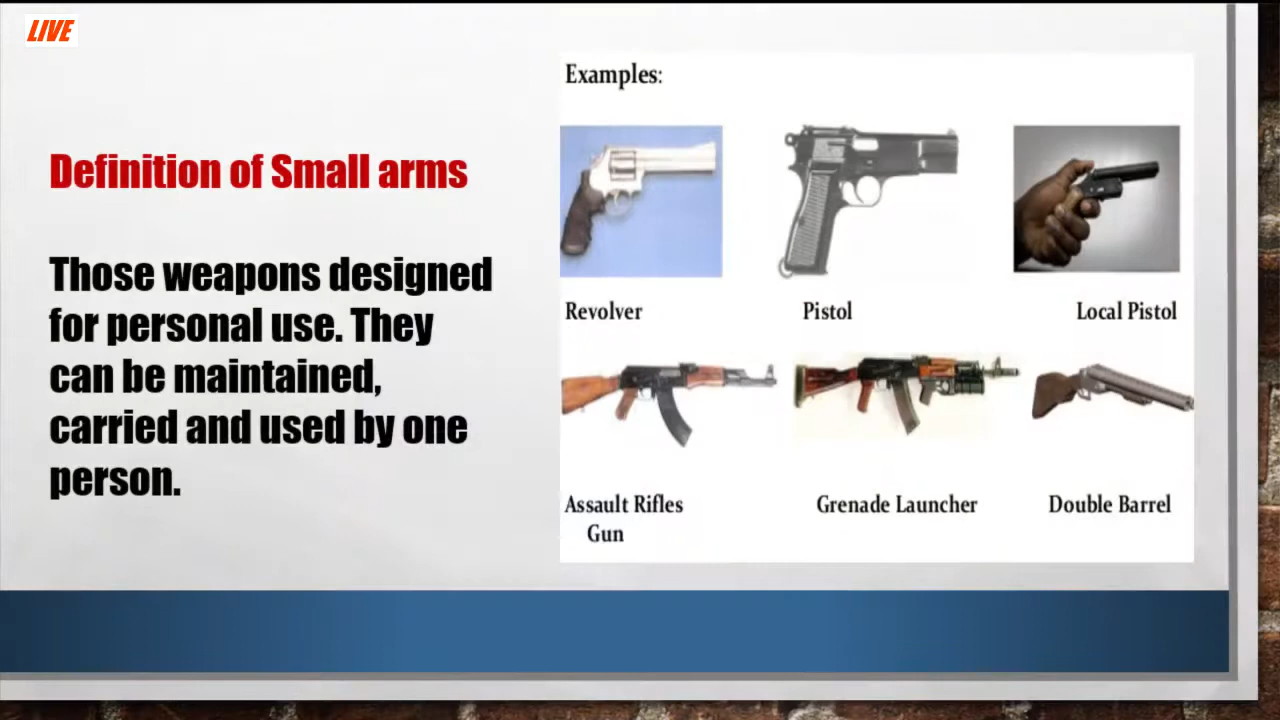 LIVE
Definition of Small arms
Those weapons designed
for personal use. They
can be maintained,
carried and used by one
person.
Examples:
Revolver
Pistol
Local Pistol
Assault Rifles
Gun
Grenade Launcher
Double Barrel